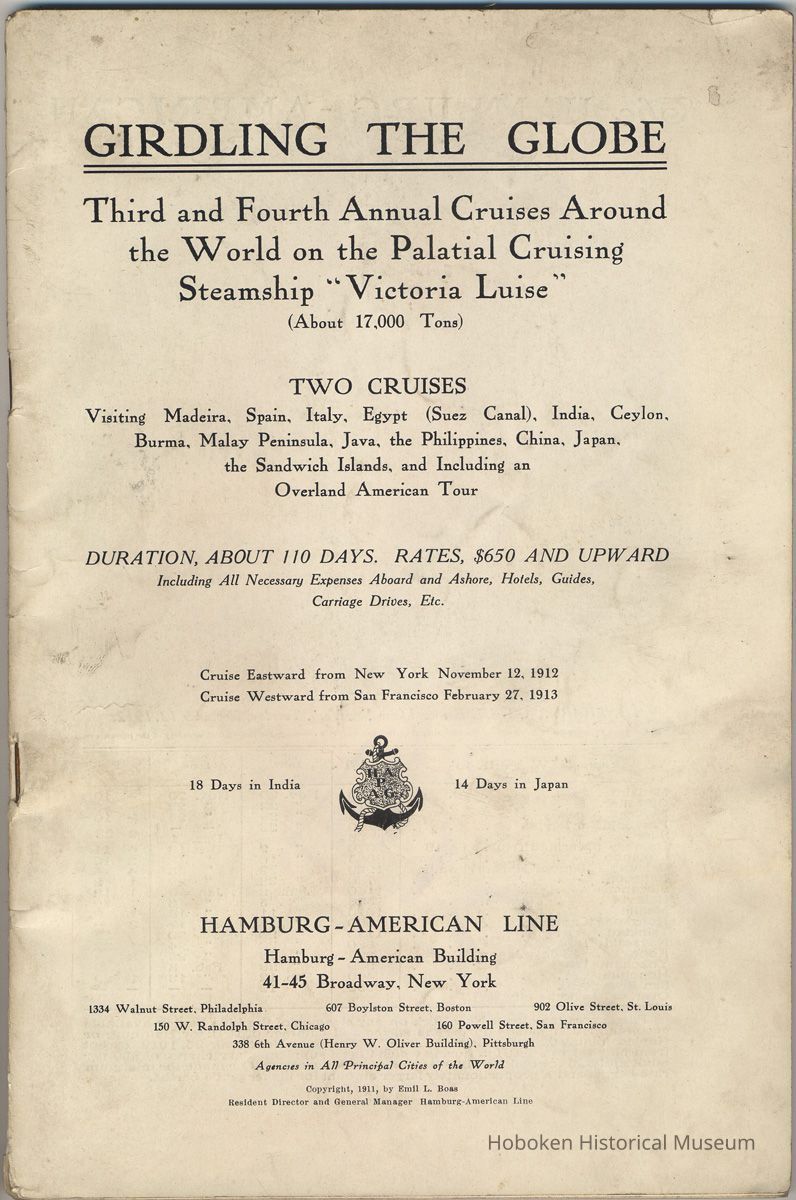 GIRDLING THE GLOBE
Third and Fourth Annual Cruises Around
the World on the Palatial Cruising
Steamship "Victoria Luise"
(About 17,000 Tons)
TWO CRUISES
Visiting Madeira, Spain, Italy, Egypt (Suez Canal), India, Ceylon,
Burma, Malay Peninsula, Java, the Philippines, China, Japan,
the Sandwich Islands, and Including an
Overland American Tour
DURATION, ABOUT 110 DAYS. RATES, $650 AND UPWARD
Including All Necessary Expenses Aboard and Ashore, Hotels, Guides,
Carriage Drives, Etc.
Cruise Eastward from New York November 12, 1912
Cruise Westward from San Francisco February 27, 1913
18 Days in India
H.A.
P.
A.G.
14 Days in Japan
HAMBURG-AMERICAN LINE
Hamburg-American Building
41-45 Broadway, New York
1334 Walnut Street, Philadelphia 607 Boylston Street, Boston 902 Olive Street, St. Louis
150 W. Randolph Street, Chicago 160 Powell Street, San Francisco
338 6th Avenue (Henry W. Oliver Building), Pittsburgh
Agencies in All Principal Cities of the World
Copyright, 1911, by Emil L. Boas
Resident Director and General Manager Hamburg-American Line
Hoboken Historical Museum